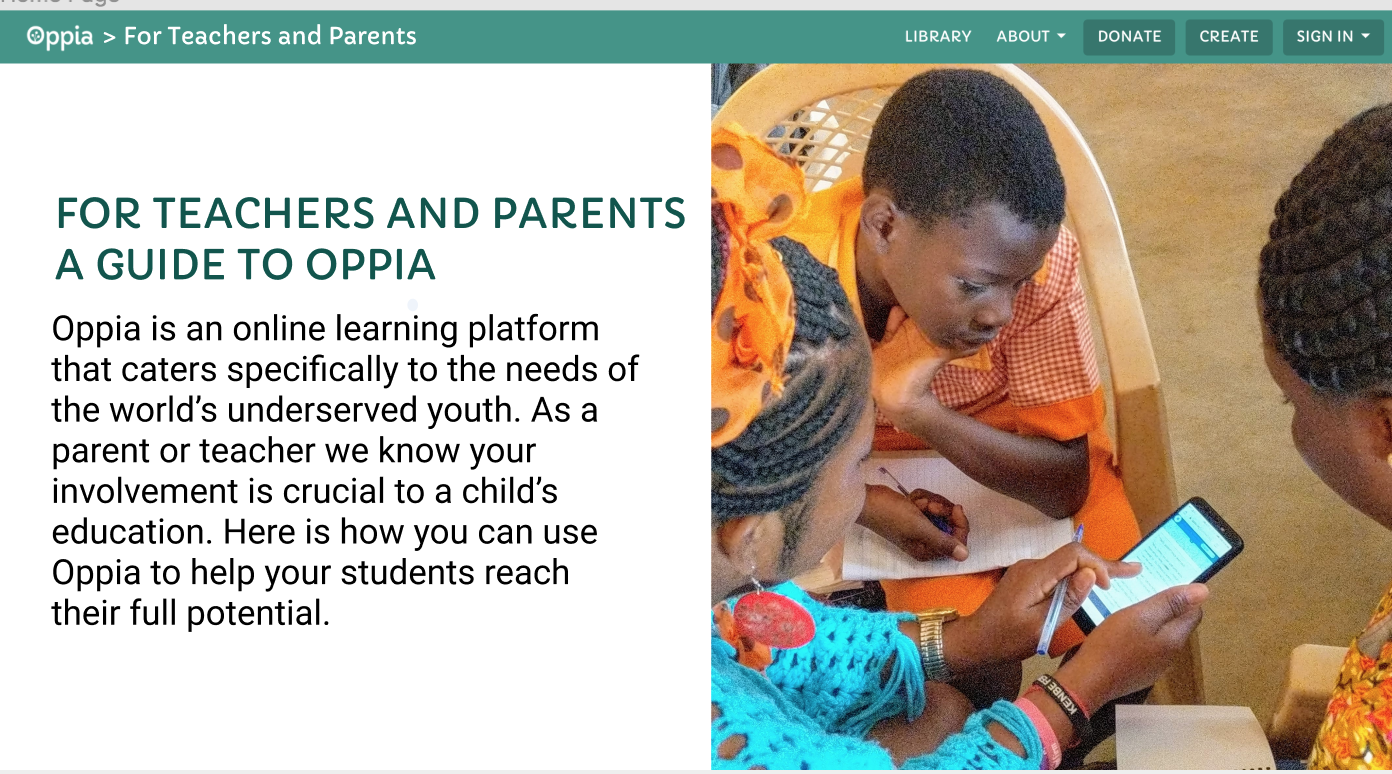 Home Page
Oppia > For Teachers and Parents
LIBRARY ABOUT DONATE CREATE SIGN IN
FOR TEACHERS AND PARENTS
A GUIDE TO OPPIA
Oppia is an online learning platform
that caters specifically to the needs of
the world’s underserved youth. As a
parent or teacher we know your
involvement is crucial to a child’s
education. Here is how you can use
Oppia to help your students reach
their full potential.